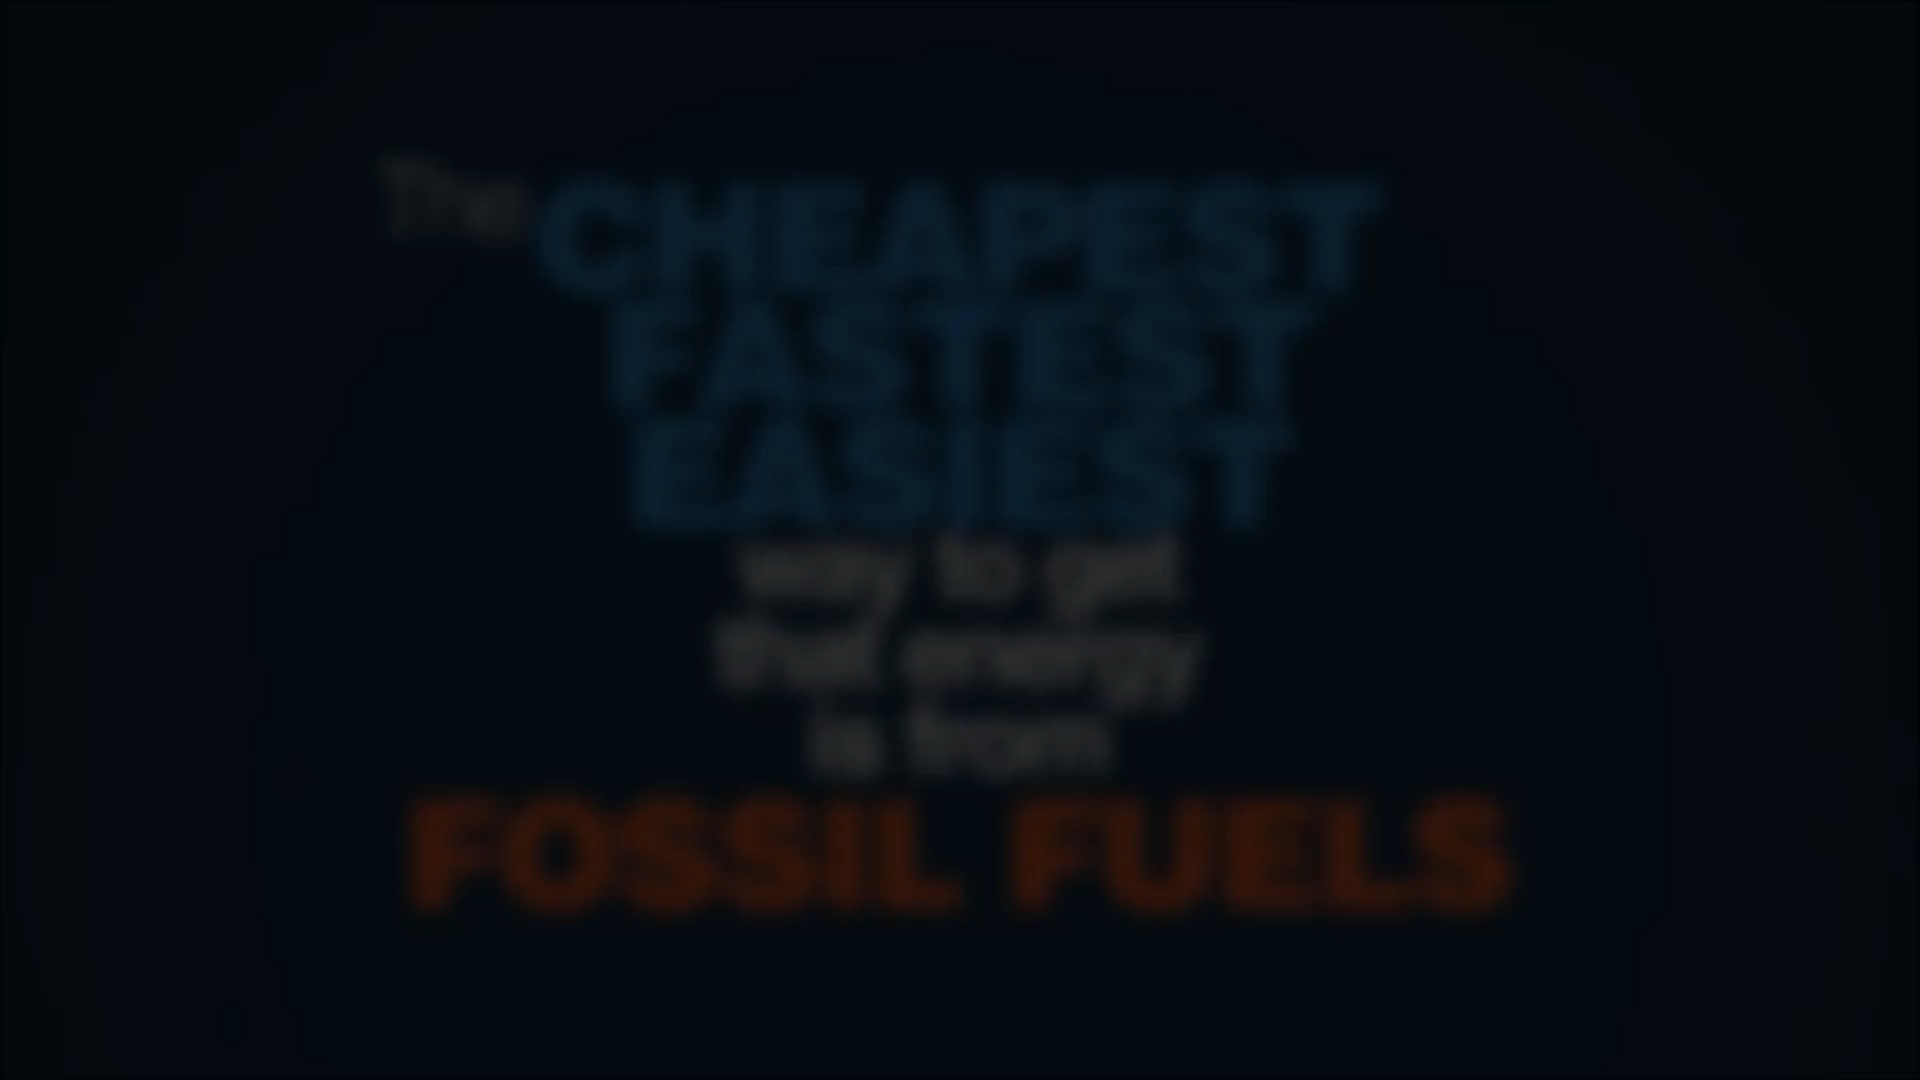 The CHEAPEST
FASTEST
EASIEST
way to get
that energy
is from
FOSSIL FUELS